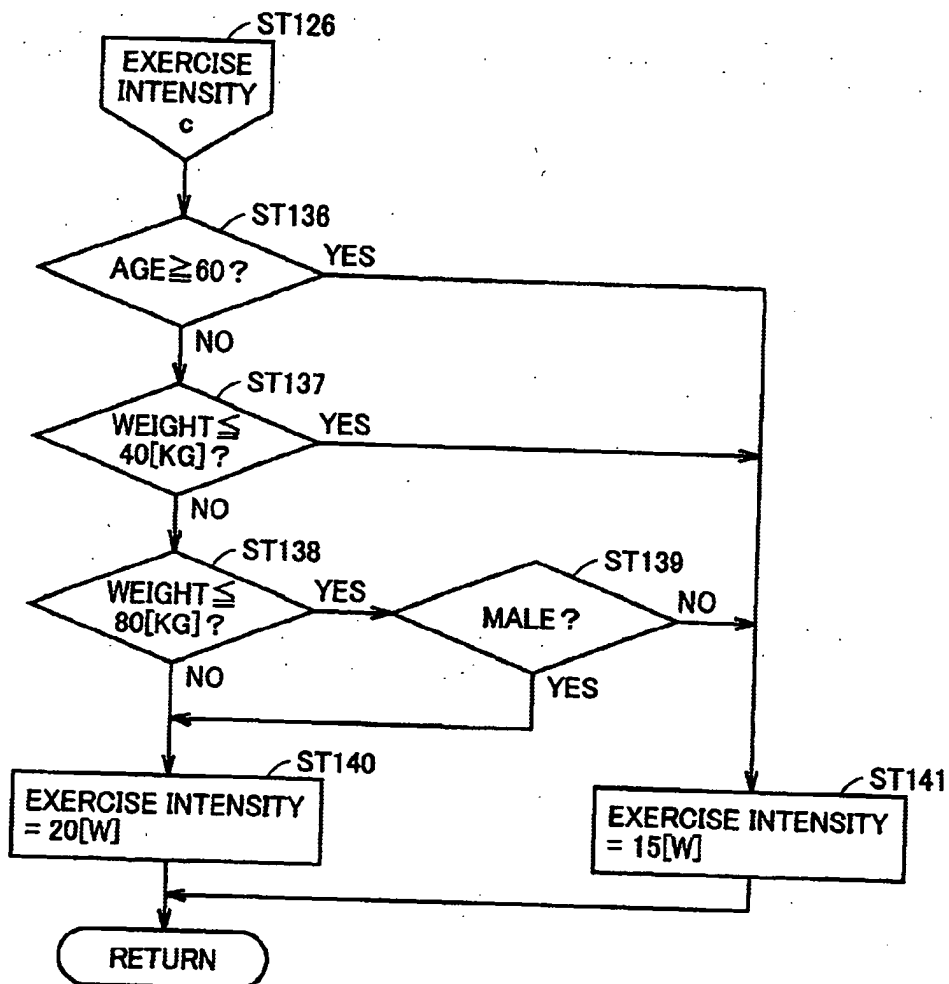 ST126
EXERCISE
INTENSITY
c
ST136
AGE≧60?
YES
NO
ST137
WEIGHT≦
40[KG]?
YES
NO
ST138
WEIGHT≦
80[KG]?
YES
NO
ST139
MALE?
NO
YES
ST140
EXERCISE INTENSITY
= 20[W]
ST141
EXERCISE INTENSITY
= 15[W]
RETURN